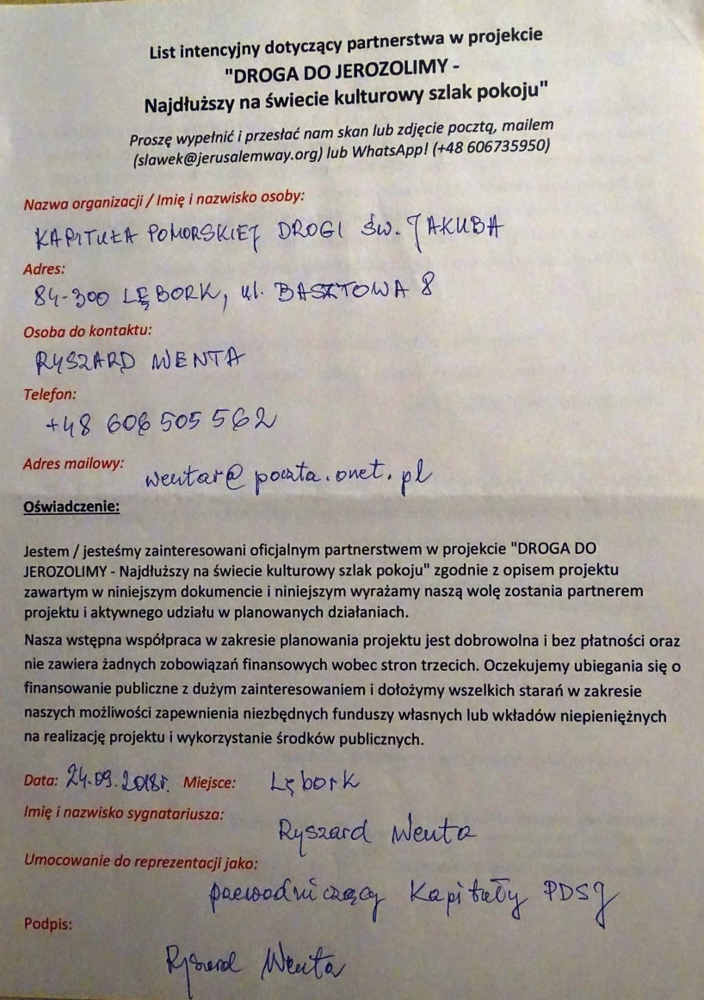 List intencyjny dotyczący partnerstwa w projekcie
"DROGA DO JEROZOLIMY -
Najdłuższy na świecie kulturowy szlak pokoju"
Proszę wypełnić i przesłać nam skan lub zdjęcie pocztą, mailem
(slawek@jerusalemway.org) lub WhatsApp! (+48 606735950)
Nazwa organizacji / Imię i nazwisko osoby:
KAPITUŁA POMORSKIEJ DROGI ŚW. JAKUBA
Adres:
84-300 LĘBORK, ul. BASZTOWA 8
Osoba do kontaktu:
RYSZARD WENTA
Telefon:
+48 606 505 562
Adres mailowy: wentar@poczta.onet.pl
Oświadczenie:
Jestem / jesteśmy zainteresowani oficjalnym partnerstwem w projekcie "DROGA DO
JEROZOLIMY - Najdłuższy na świecie kulturowy szlak pokoju" zgodnie z opisem projektu
zawartym w niniejszym dokumencie i niniejszym wyrażamy naszą wolę zostania partnerem
projektu i aktywnego udziału w planowanych działaniach.
Nasza wstępna współpraca w zakresie planowania projektu jest dobrowolna i bez płatności oraz
nie zawiera żadnych zobowiązań finansowych wobec stron trzecich. Oczekujemy ubiegania się o
finansowanie publiczne z dużym zainteresowaniem i dołożymy wszelkich starań w zakresie
naszych możliwości zapewnienia niezbędnych funduszy własnych lub wkładów niepieniężnych
na realizację projektu i wykorzystanie środków publicznych.
Data: 24.09.2018r. Miejsce: Lębork
Imię i nazwisko sygnatariusza:
Ryszard Wenta
Umocowanie do reprezentacji jako:
przewodniczący Kapituły PDSJ
Podpis:
Ryszard Wenta